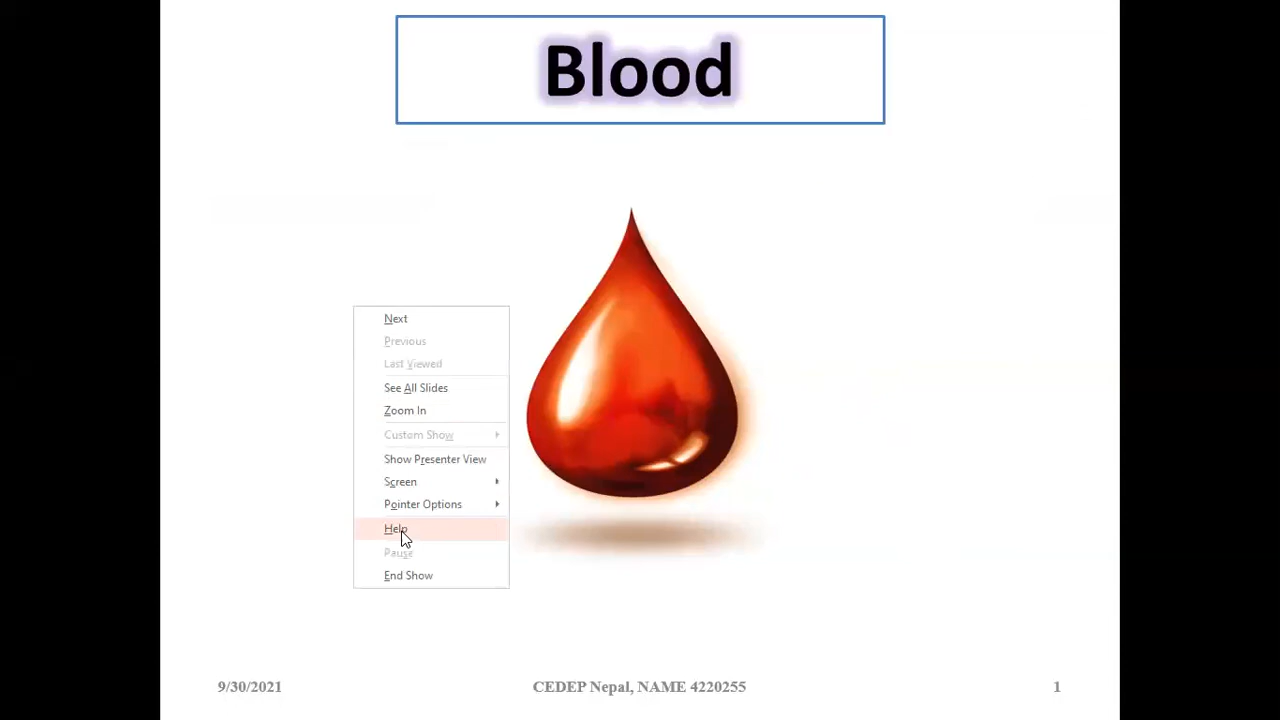 Blood
Next
Previous
Last Viewed
See All Slides
Zoom In
Custom Show
Show Presenter View
Screen
Pointer Options
Help
Pause
End Show
9/30/2021
CEDEP Nepal, NAME 4220255
1